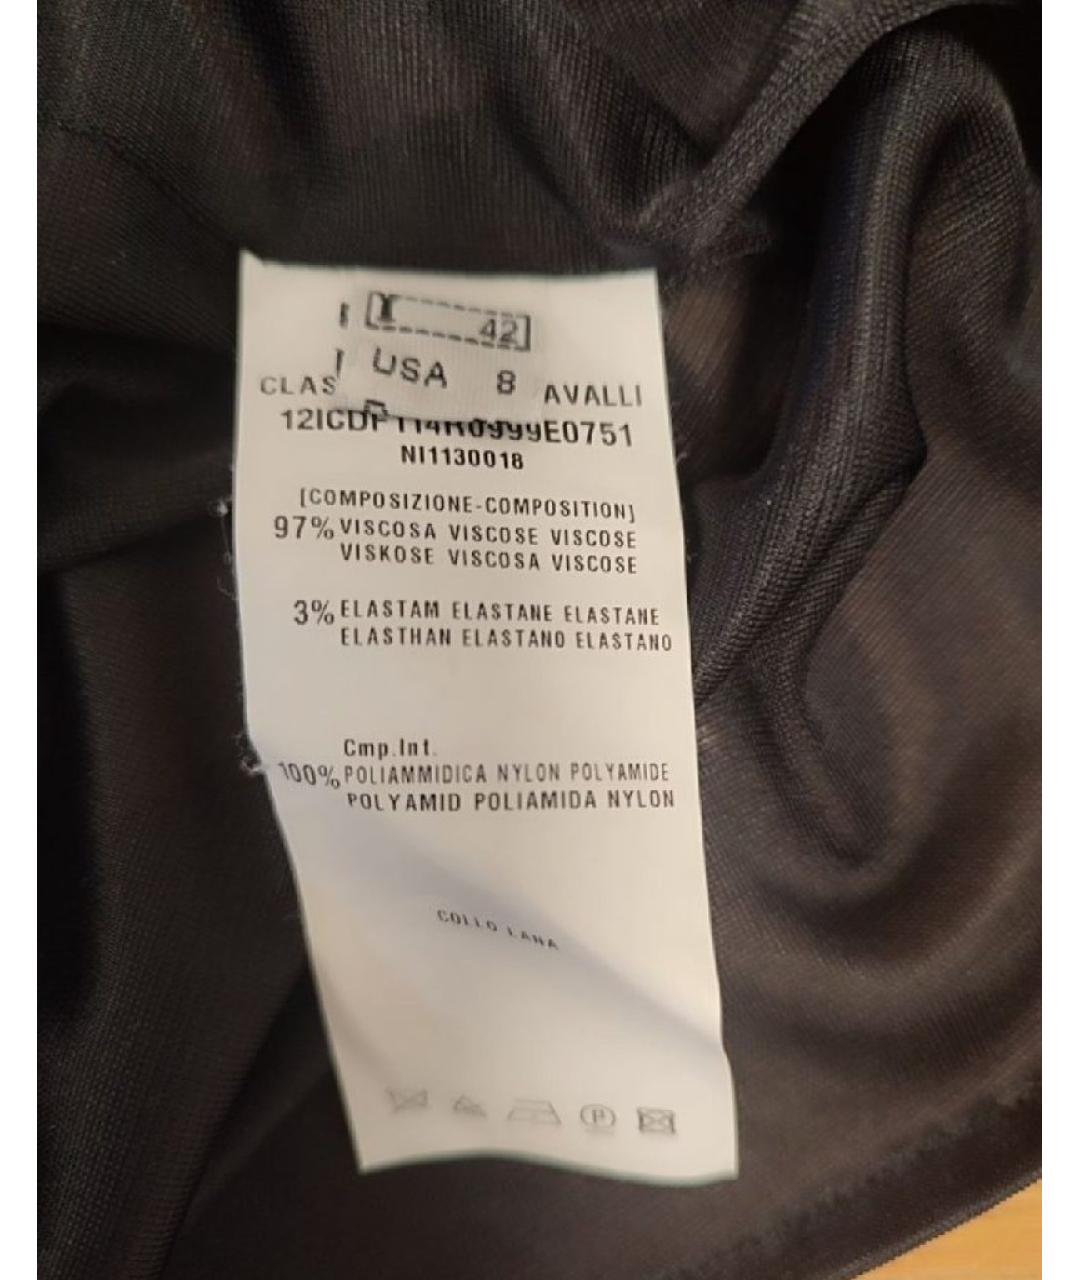 I 42
USA 8
CLAS AVALLI
12ICDF114R0999E0751
NI1130018
[COMPOSIZIONE-COMPOSITION]
97% VISCOSA VISCOSE VISCOSE
VISKOSE VISCOSA VISCOSE
3% ELASTAM ELASTANE ELASTANE
ELASTHAN ELASTANO ELASTANO
Cmp.Int.
100% POLIAMMIDICA NYLON POLYAMIDE
POLYAMID POLIAMIDA NYLON
COLLO LANA
P